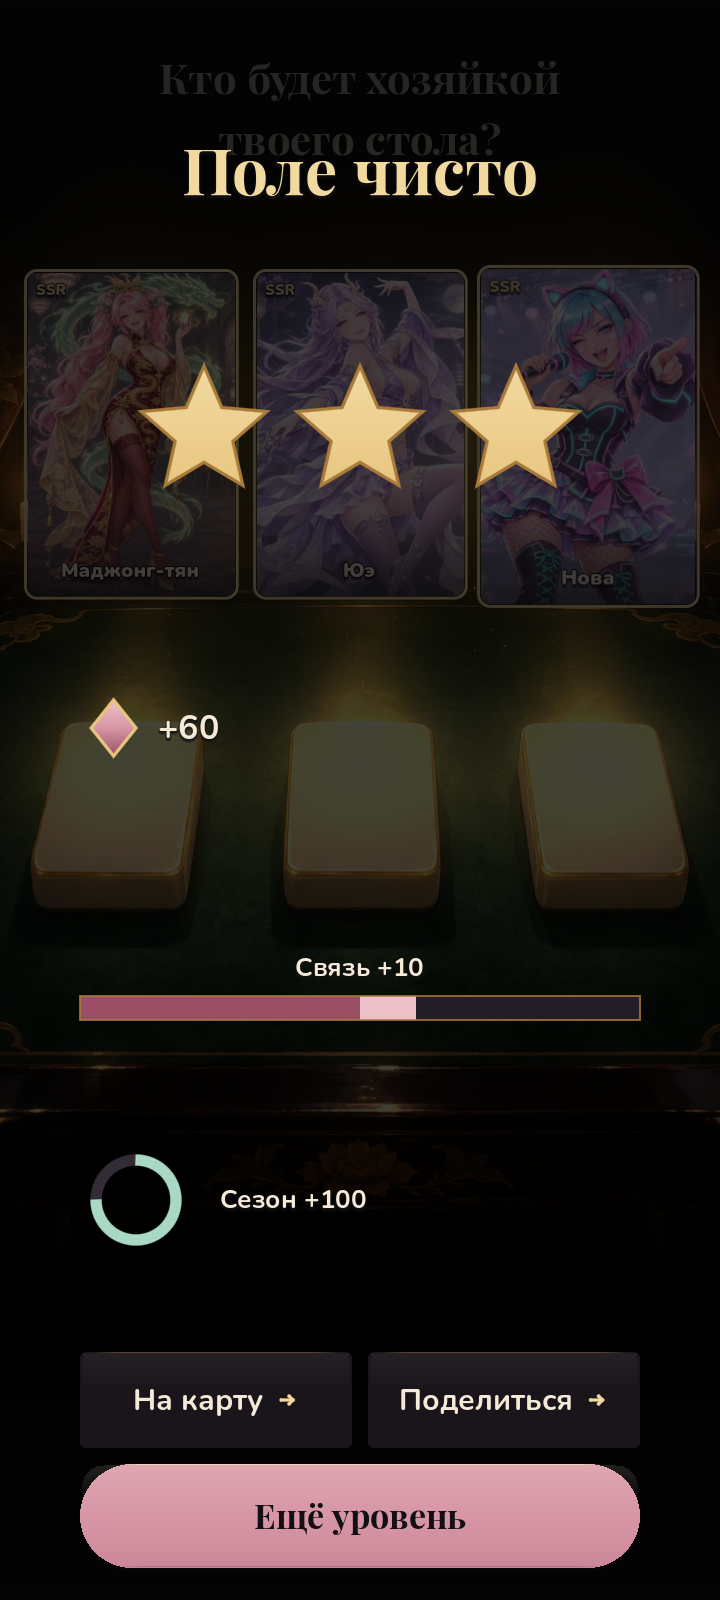 Кто будет хозяйкой
твоего стола?
Поле чисто
SSR
SSR
SSR
Маджонг-тян
Юэ
Нова
+60
Связь +10
Сезон +100
На карту →
Поделиться →
Ещё уровень